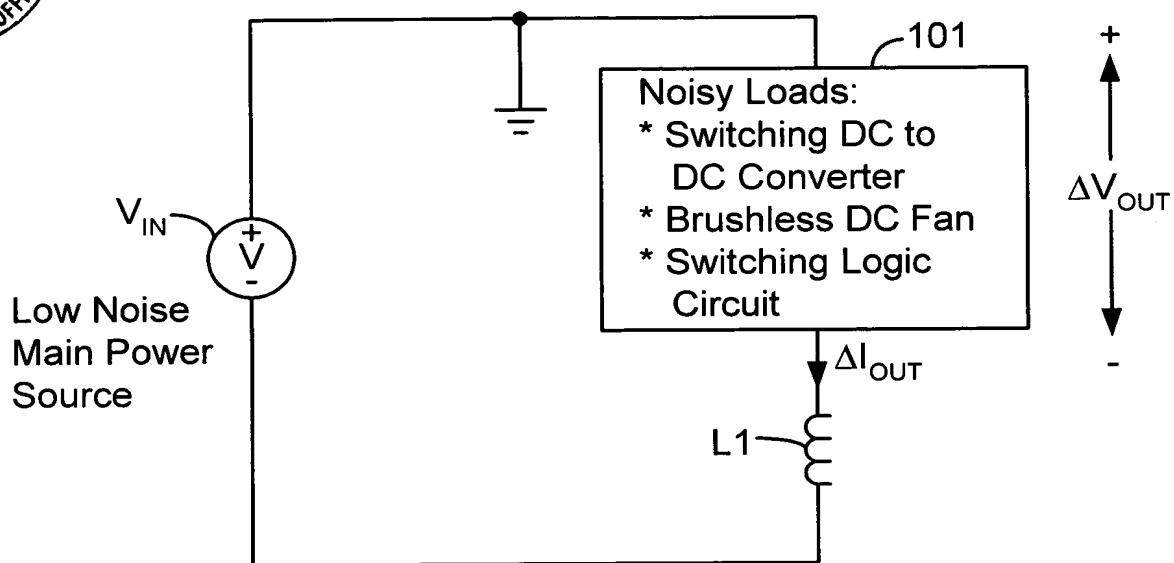 101
Noisy Loads:
* Switching DC to
DC Converter
* Brushless DC Fan
* Switching Logic
Circuit
+
ΔV_OUT
-
V_IN
+
V
-
Low Noise
Main Power
Source
ΔI_OUT
L1